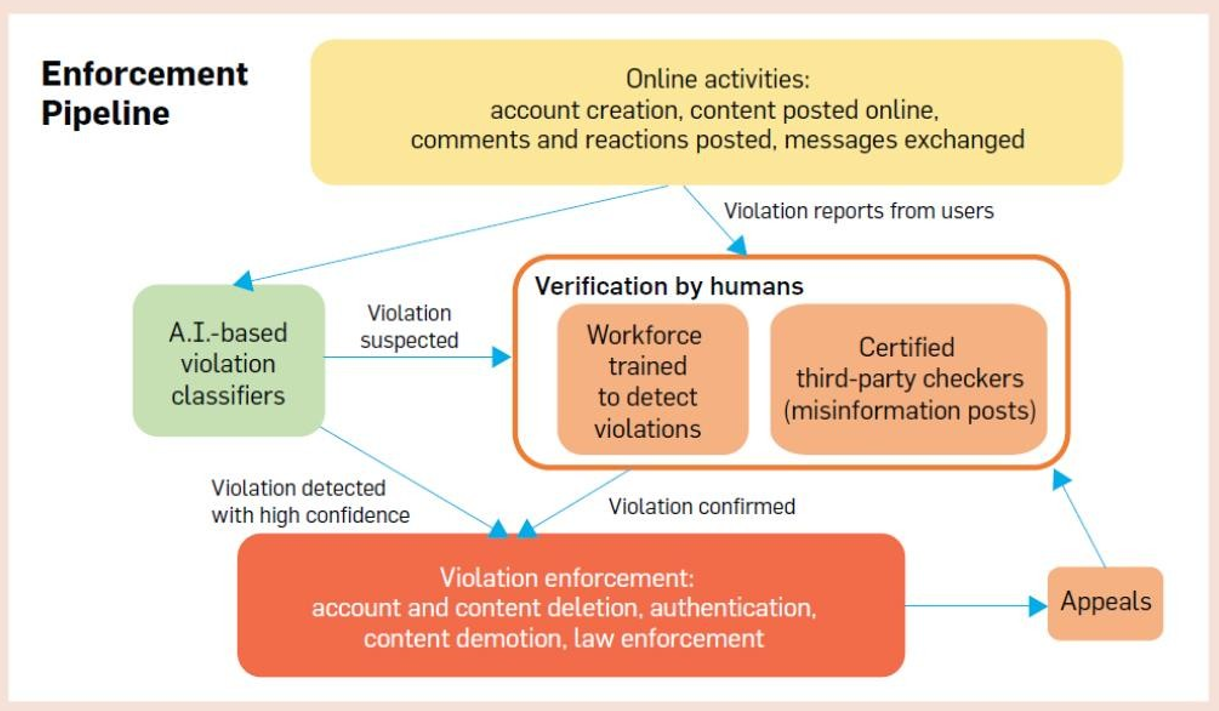 Enforcement
Pipeline
Online activities:
account creation, content posted online,
comments and reactions posted, messages exchanged
Violation reports from users
Verification by humans
A.I.-based
violation
classifiers
Violation
suspected
Workforce
trained
to detect
violations
Certified
third-party checkers
(misinformation posts)
Violation detected
with high confidence
Violation confirmed
Violation enforcement:
account and content deletion, authentication,
content demotion, law enforcement
Appeals